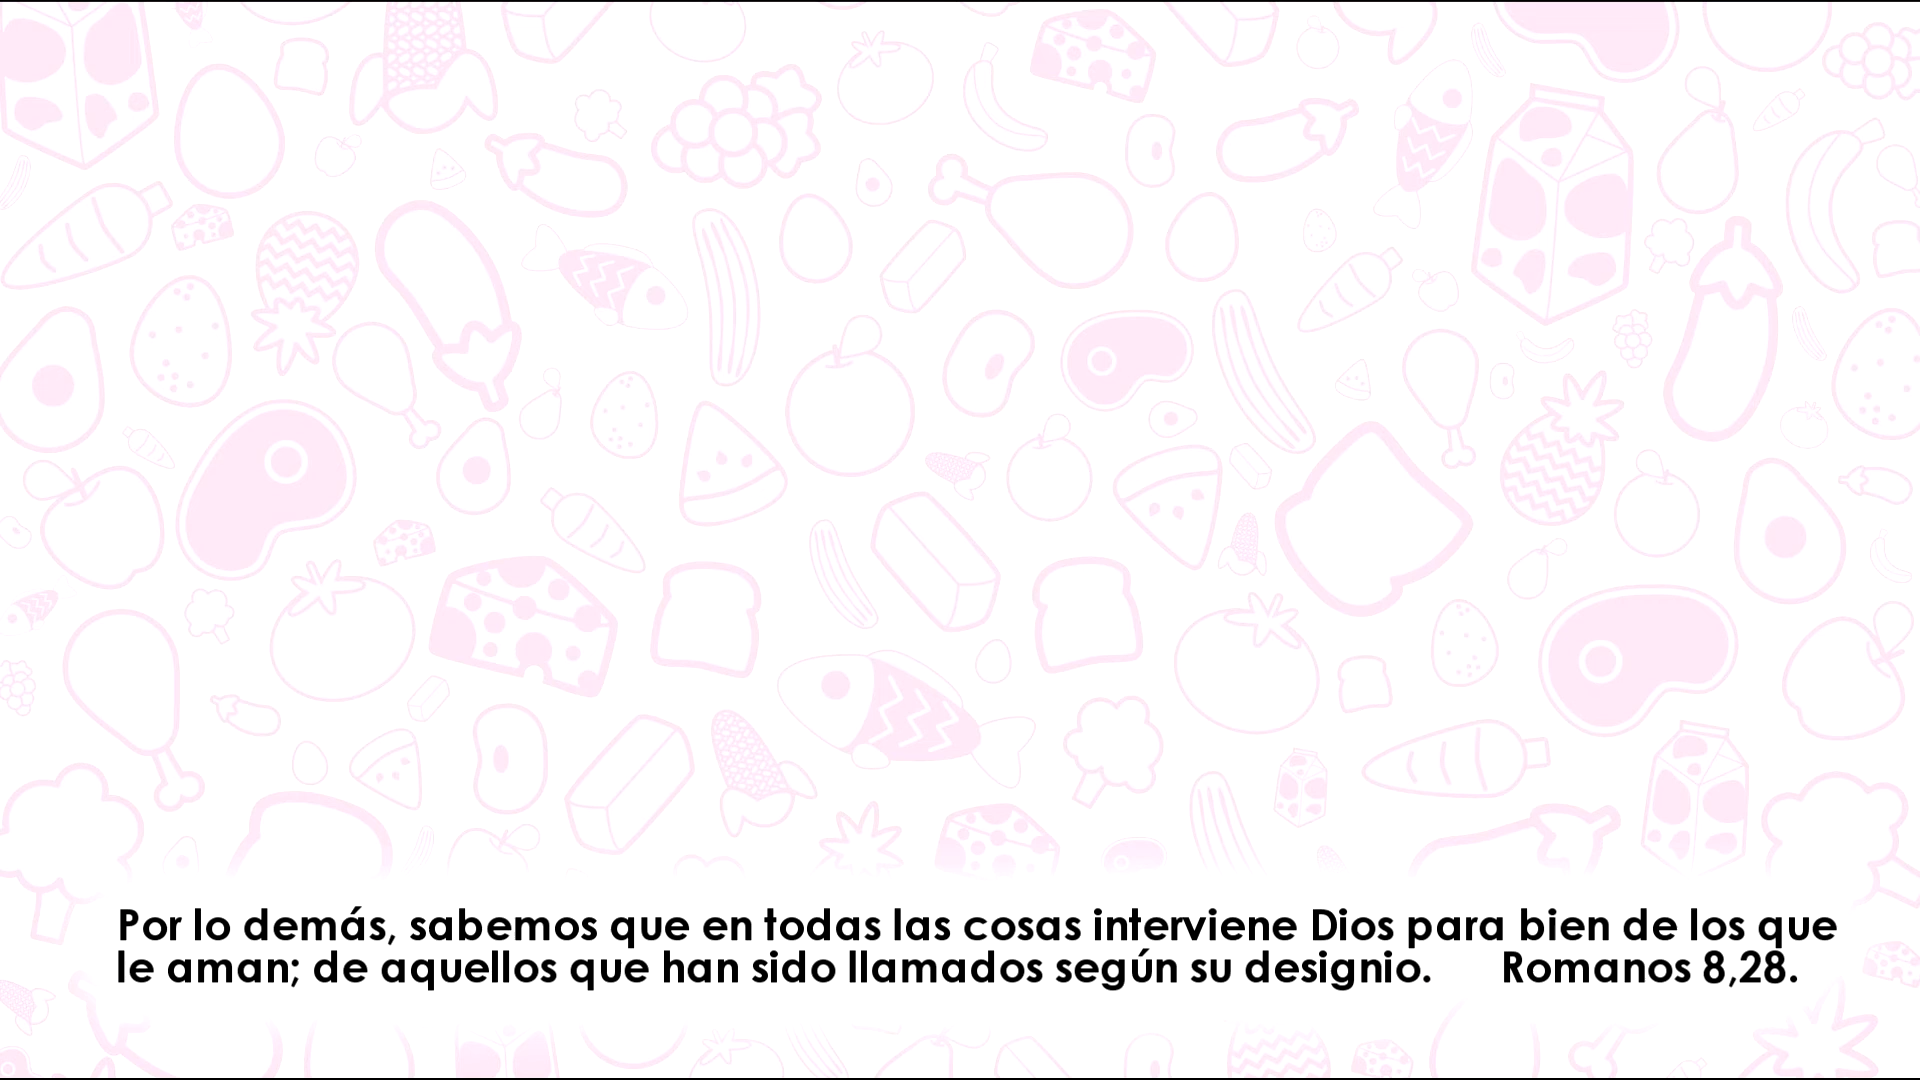 Por lo demás, sabemos que en todas las cosas interviene Dios para bien de los que
le aman; de aquellos que han sido llamados según su designio. Romanos 8,28.